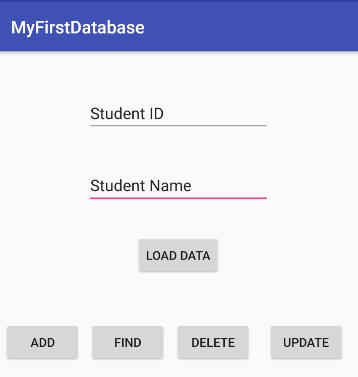 MyFirstDatabase
Student ID
Student Name
LOAD DATA
ADD FIND DELETE UPDATE